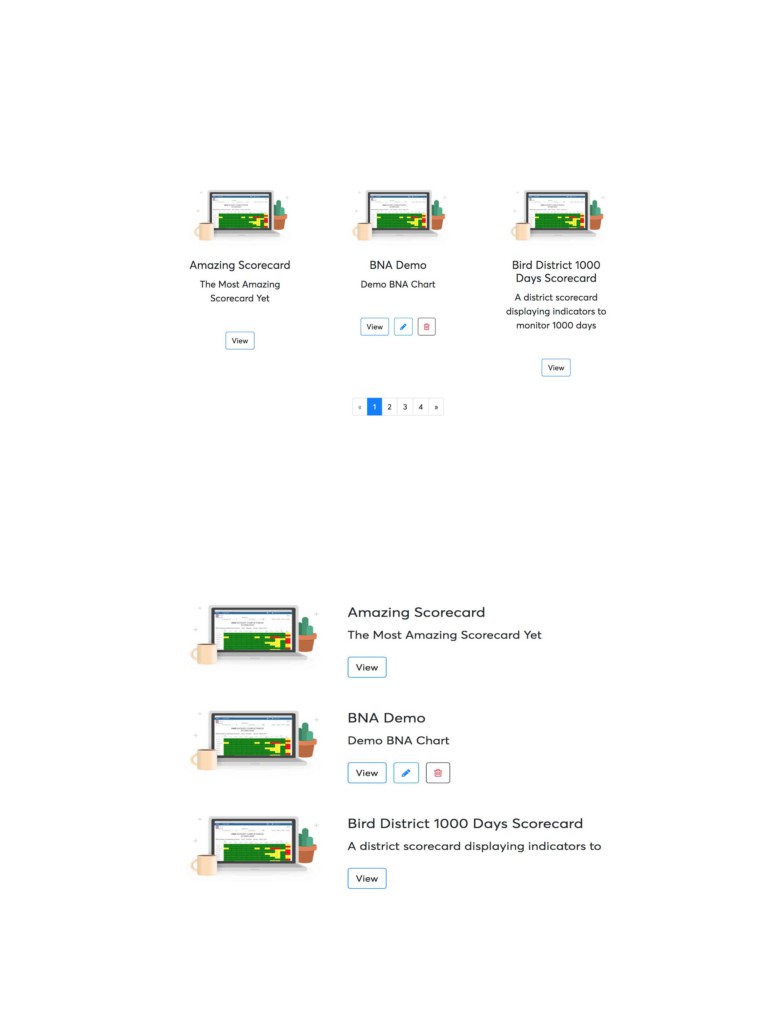 Amazing Scorecard
The Most Amazing
Scorecard Yet
View
BNA Demo
Demo BNA Chart
View
Bird District 1000
Days Scorecard
A district scorecard
displaying indicators to
monitor 1000 days
View
« 1 2 3 4 »
Amazing Scorecard
The Most Amazing Scorecard Yet
View
BNA Demo
Demo BNA Chart
View
Bird District 1000 Days Scorecard
A district scorecard displaying indicators to
View